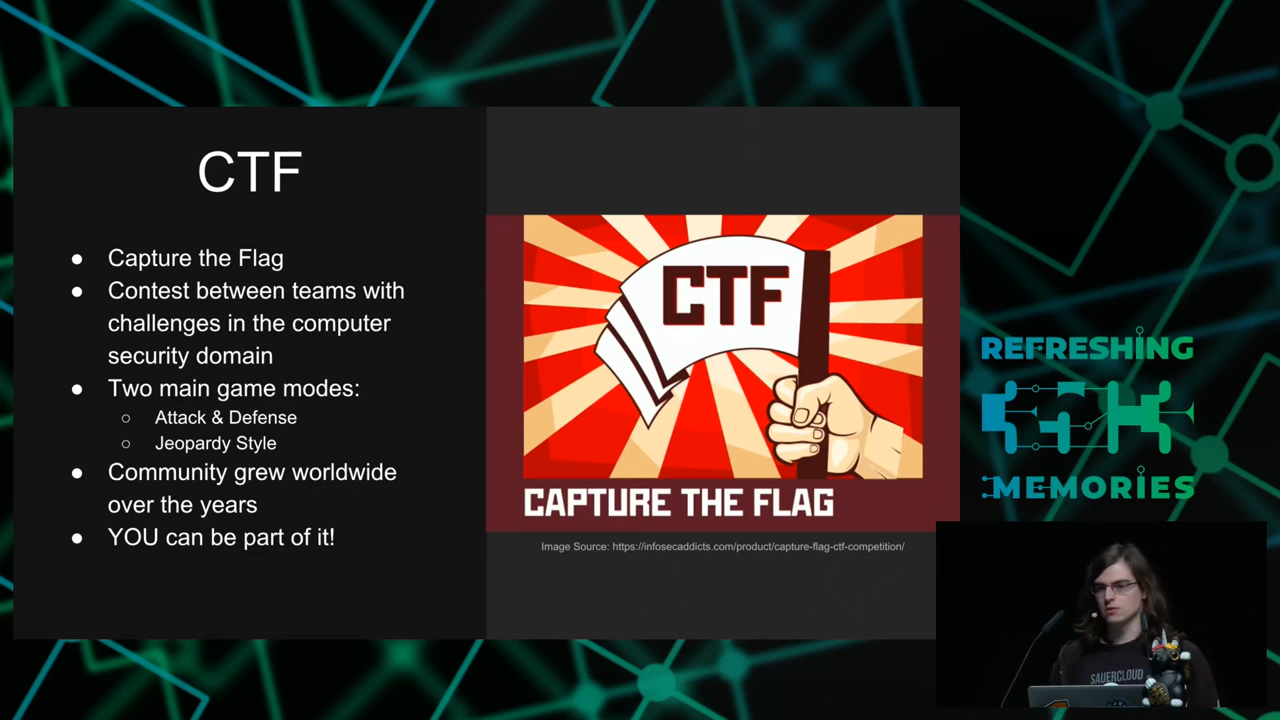 CTF
● Capture the Flag
● Contest between teams with
challenges in the computer
security domain
● Two main game modes:
○ Attack & Defense
○ Jeopardy Style
● Community grew worldwide
over the years
● YOU can be part of it!
CTF
CAPTURE THE FLAG
Image Source: https://infosecaddicts.com/product/capture-flag-ctf-competition/
REFRESHING
MEMORIES
SAUERCLOUD